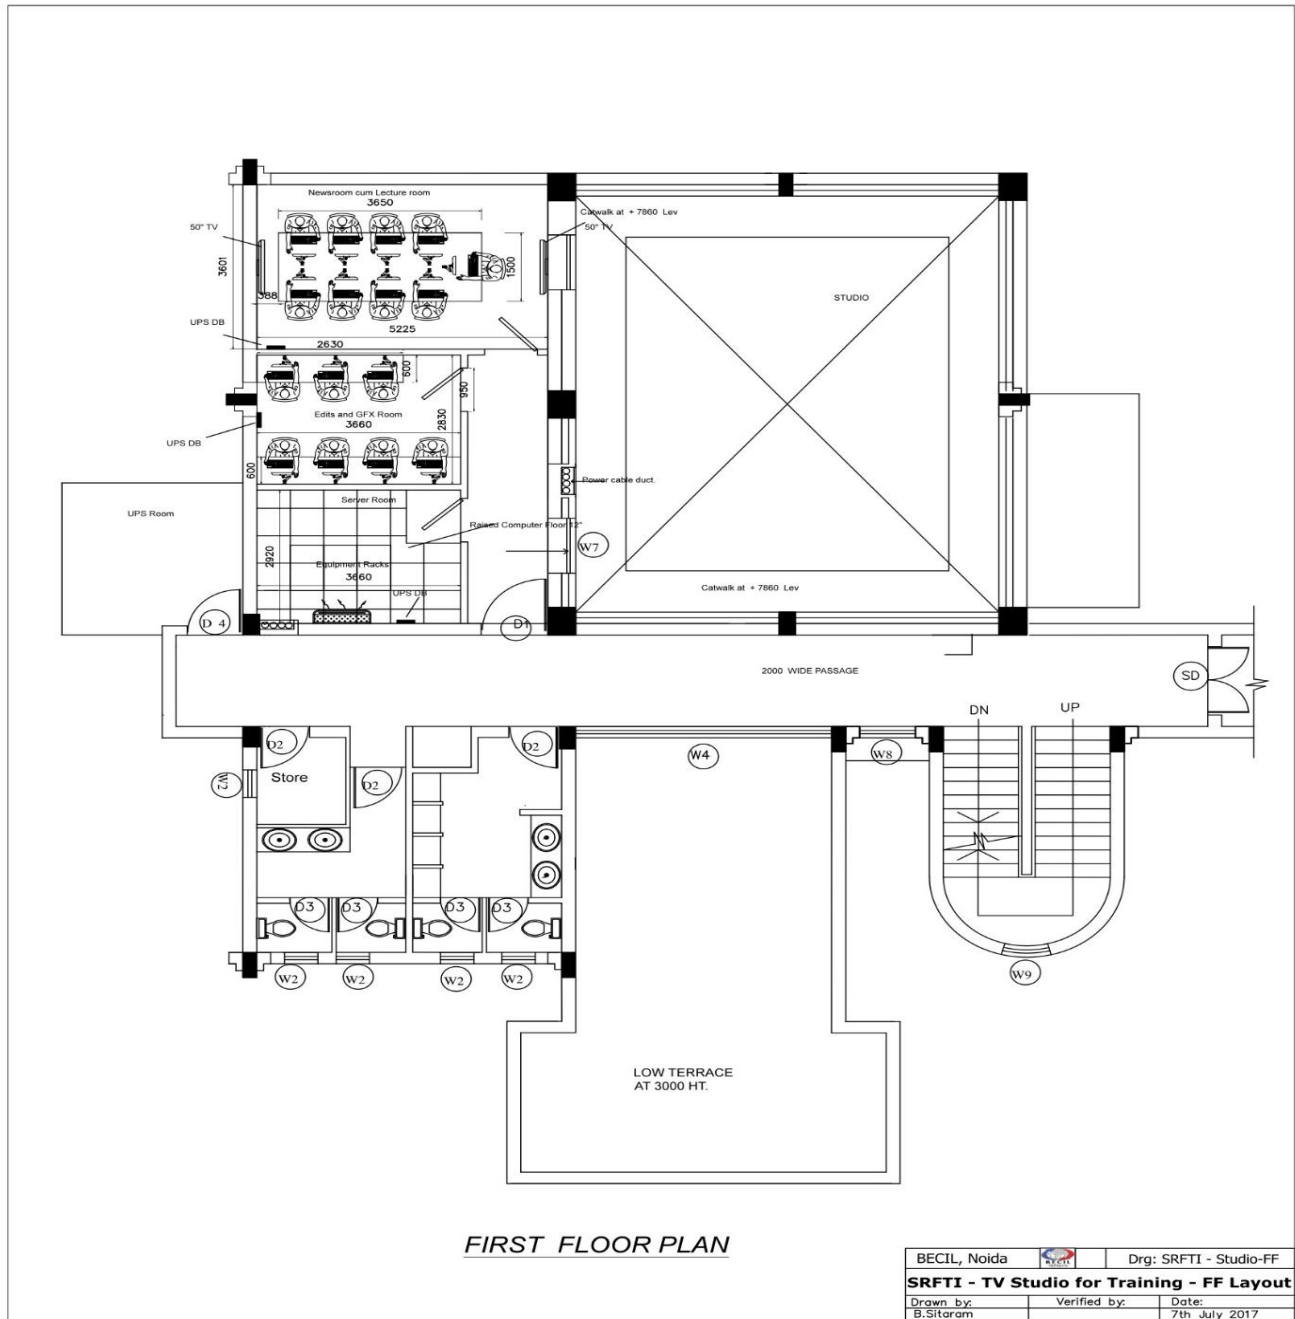 Newsroom cum Lecture room
3650
Catwalk at + 7860 Lev
50" TV
50" TV
3601
1500
388
STUDIO
UPS DB
5225
2630
600
950
Edits and GFX Room
3660
2830
UPS DB
600
Power cable duct.
Server Room
UPS Room
Raised Computer Floor 12"
W7
2920
Equipment Racks
3660
UPS DB
Catwalk at + 7860 Lev
D 4
D1
2000 WIDE PASSAGE
SD
DN
UP
D2
D2
W4
W8
Store
W2
D2
D3
D3
D3
D3
W2
W2
W2
W2
W9
LOW TERRACE
AT 3000 HT.
FIRST FLOOR PLAN
BECIL, Noida
BECIL
Drg: SRFTI - Studio-FF
SRFTI - TV Studio for Training - FF Layout
Drawn by:
Verified by:
Date:
B.Sitaram
7th July 2017